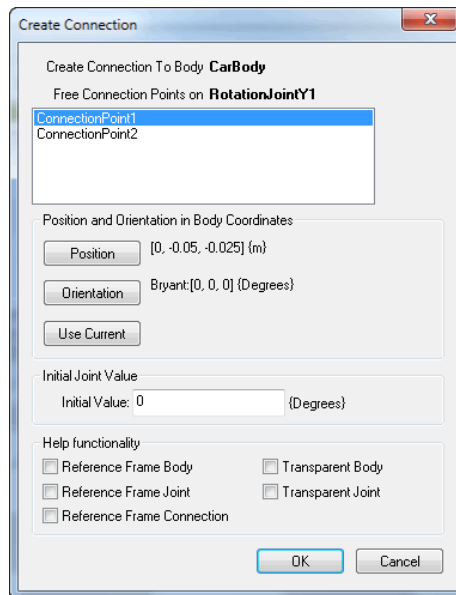 Create Connection
Create Connection To Body CarBody
Free Connection Points on RotationJointY1
ConnectionPoint1
ConnectionPoint2
Position and Orientation in Body Coordinates
Position [0, -0.05, -0.025] {m}
Orientation Bryant:[0, 0, 0] {Degrees}
Use Current
Initial Joint Value
Initial Value: 0 {Degrees}
Help functionality
Reference Frame Body Transparent Body
Reference Frame Joint Transparent Joint
Reference Frame Connection
OK Cancel